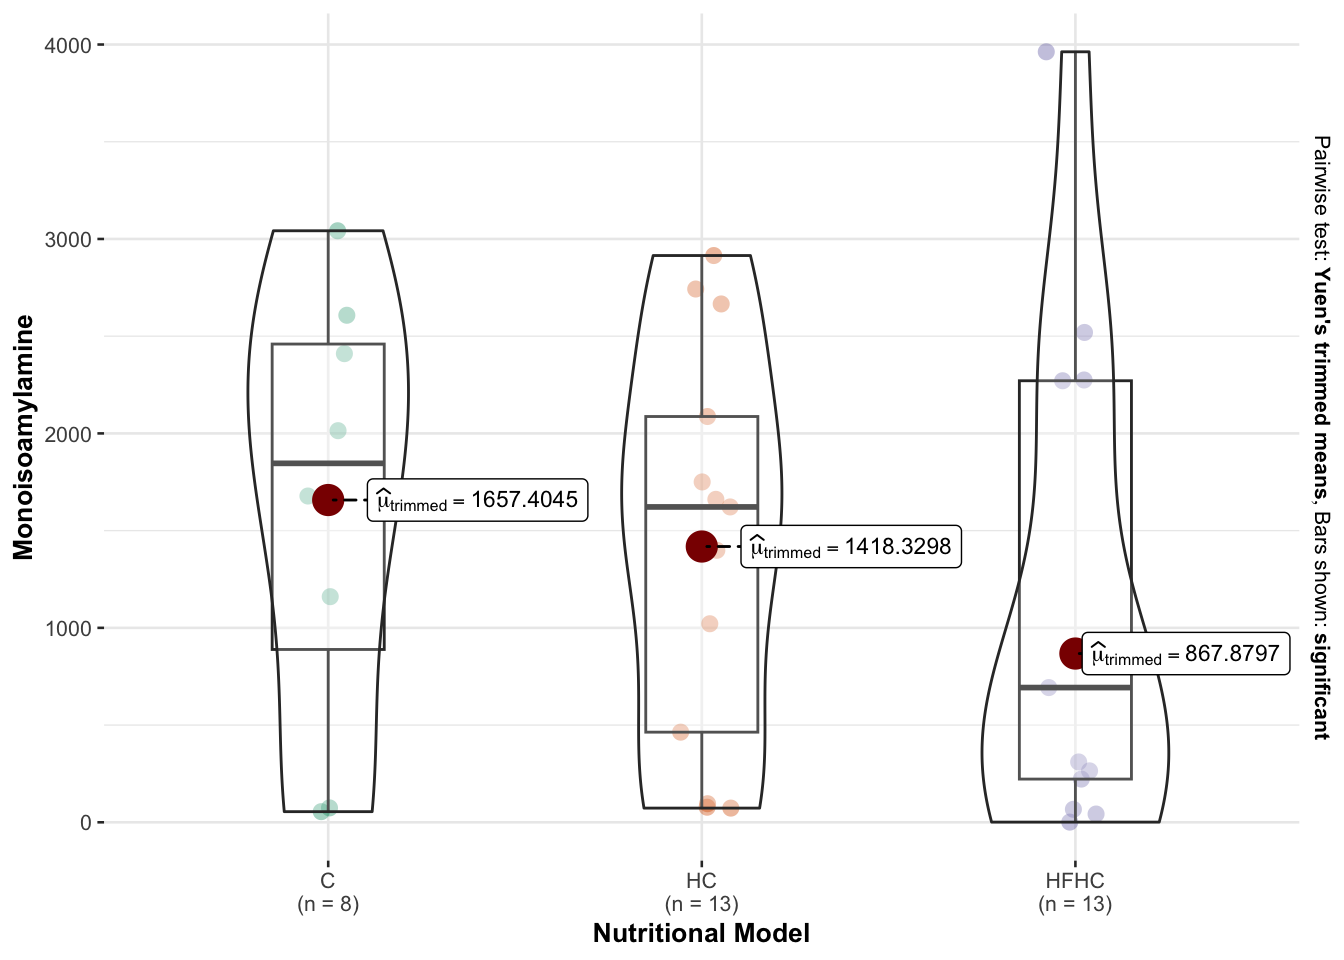 4000
3000
2000
1000
0
Monoisoamylamine
μ̂trimmed = 1657.4045
μ̂trimmed = 1418.3298
μ̂trimmed = 867.8797
C
(n = 8)
HC
(n = 13)
HFHC
(n = 13)
Nutritional Model
Pairwise test: Yuen's trimmed means, Bars shown: significant